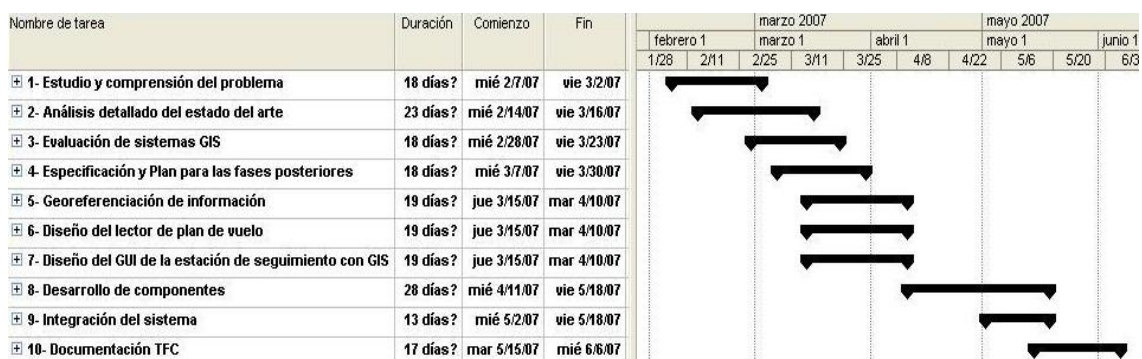 Nombre de tarea Duración Comienzo Fin
marzo 2007 mayo 2007
febrero 1 marzo 1 abril 1 mayo 1 junio 1
1/28 2/11 2/25 3/11 3/25 4/8 4/22 5/6 5/20 6/3
1- Estudio y comprensión del problema 18 días? mié 2/7/07 vie 3/2/07
2- Análisis detallado del estado del arte 23 días? mié 2/14/07 vie 3/16/07
3- Evaluación de sistemas GIS 18 días? mié 2/28/07 vie 3/23/07
4- Especificación y Plan para las fases posteriores 18 días? mié 3/7/07 vie 3/30/07
5- Georeferenciación de información 19 días? jue 3/15/07 mar 4/10/07
6- Diseño del lector de plan de vuelo 19 días? jue 3/15/07 mar 4/10/07
7- Diseño del GUI de la estación de seguimiento con GIS 19 días? jue 3/15/07 mar 4/10/07
8- Desarrollo de componentes 28 días? mié 4/11/07 vie 5/18/07
9- Integración del sistema 13 días? mié 5/2/07 vie 5/18/07
10- Documentación TFC 17 días? mar 5/15/07 mié 6/6/07